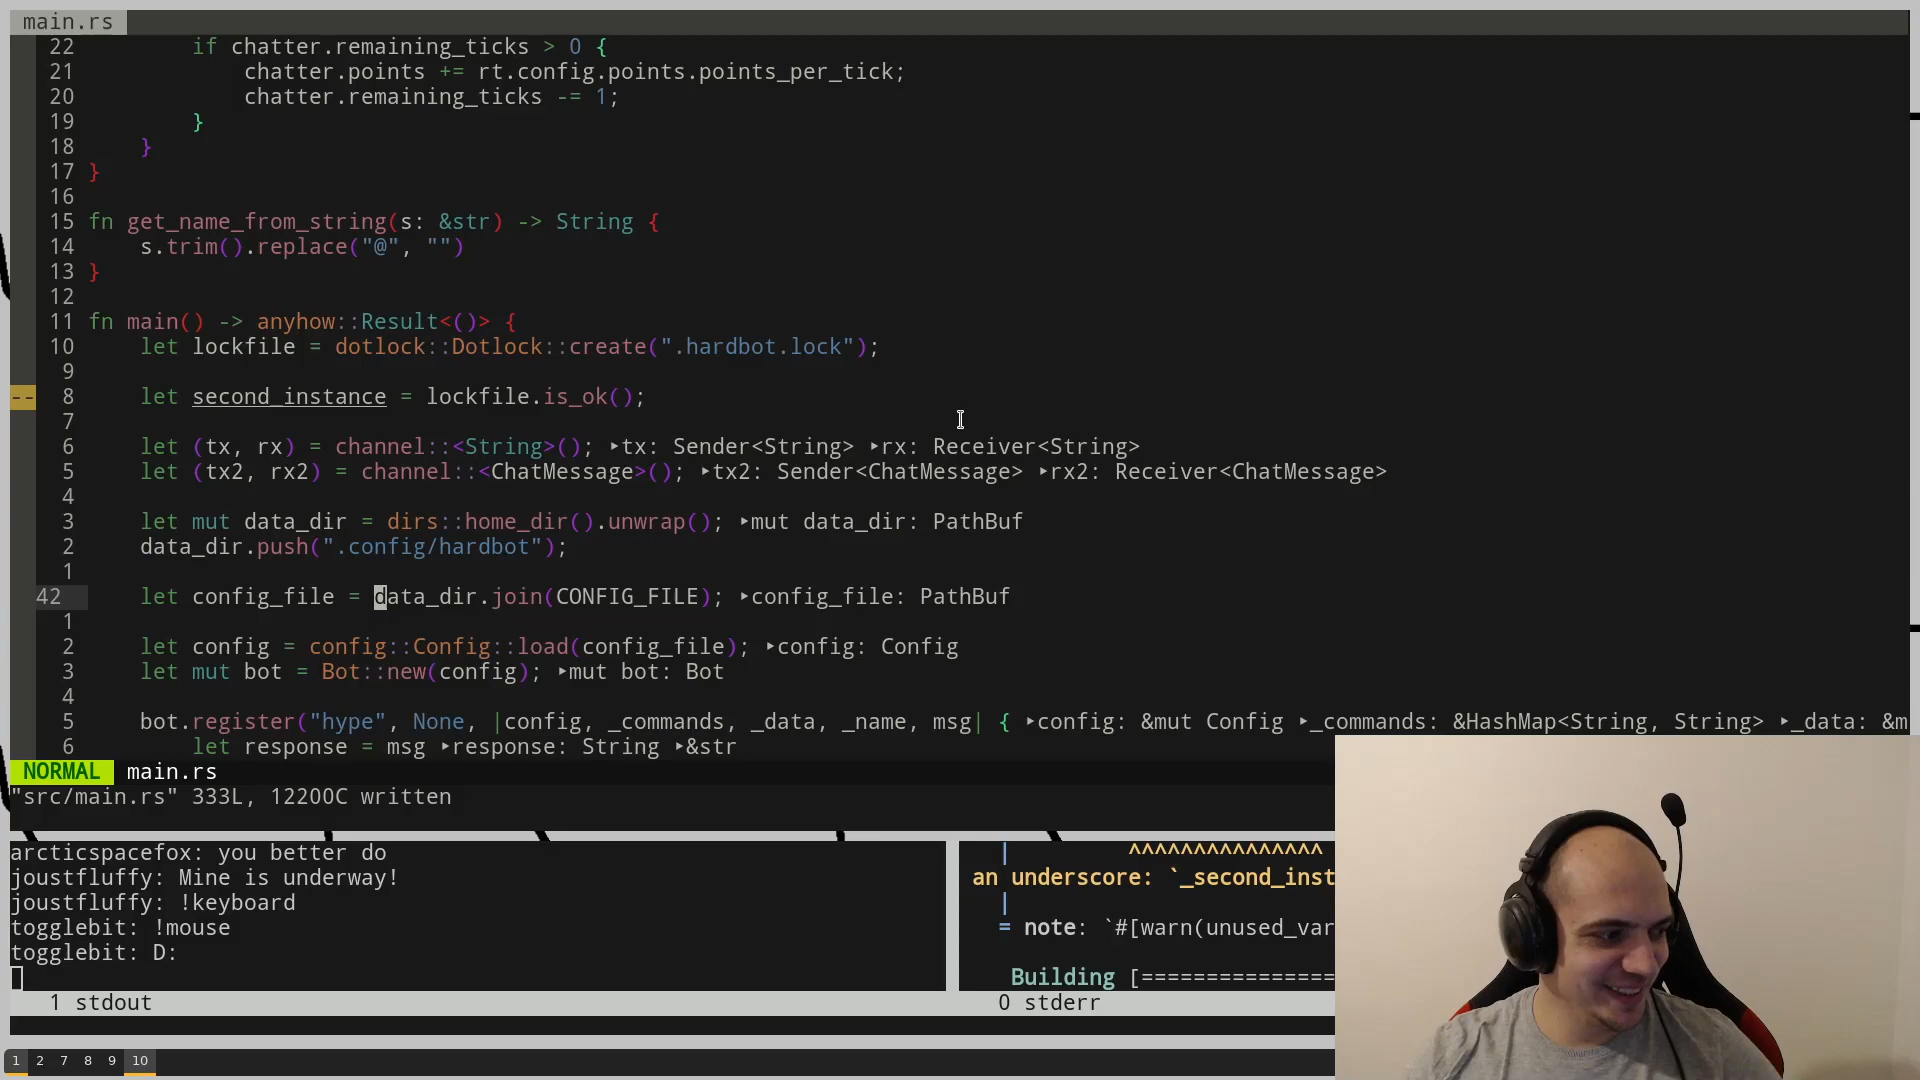 main.rs
22 if chatter.remaining_ticks > 0 {
21 chatter.points += rt.config.points.points_per_tick;
20 chatter.remaining_ticks -= 1;
19 }
18 }
17 }
16
15 fn get_name_from_string(s: &str) -> String {
14 s.trim().replace("@", "")
13 }
12
11 fn main() -> anyhow::Result<()> {
10 let lockfile = dotlock::Dotlock::create(".hardbot.lock");
9
-- 8 let second_instance = lockfile.is_ok();
7
6 let (tx, rx) = channel::<String>(); ▸tx: Sender<String> ▸rx: Receiver<String>
5 let (tx2, rx2) = channel::<ChatMessage>(); ▸tx2: Sender<ChatMessage> ▸rx2: Receiver<ChatMessage>
4
3 let mut data_dir = dirs::home_dir().unwrap(); ▸mut data_dir: PathBuf
2 data_dir.push(".config/hardbot");
1
42 let config_file = data_dir.join(CONFIG_FILE); ▸config_file: PathBuf
1
2 let config = config::Config::load(config_file); ▸config: Config
3 let mut bot = Bot::new(config); ▸mut bot: Bot
4
5 bot.register("hype", None, |config, _commands, _data, _name, msg| { ▸config: &mut Config ▸_commands: &HashMap<String, String> ▸_data: &m
6 let response = msg ▸response: String ▸&str
NORMAL main.rs
"src/main.rs" 333L, 12200C written
arcticspacefox: you better do
joustfluffy: Mine is underway!
joustfluffy: !keyboard
togglebit: !mouse
togglebit: D:
1 stdout
| ^^^^^^^^^^^^^^^
an underscore: `_second_inst
|
= note: `#[warn(unused_var
Building [===============
0 stderr
1 2 7 8 9 10